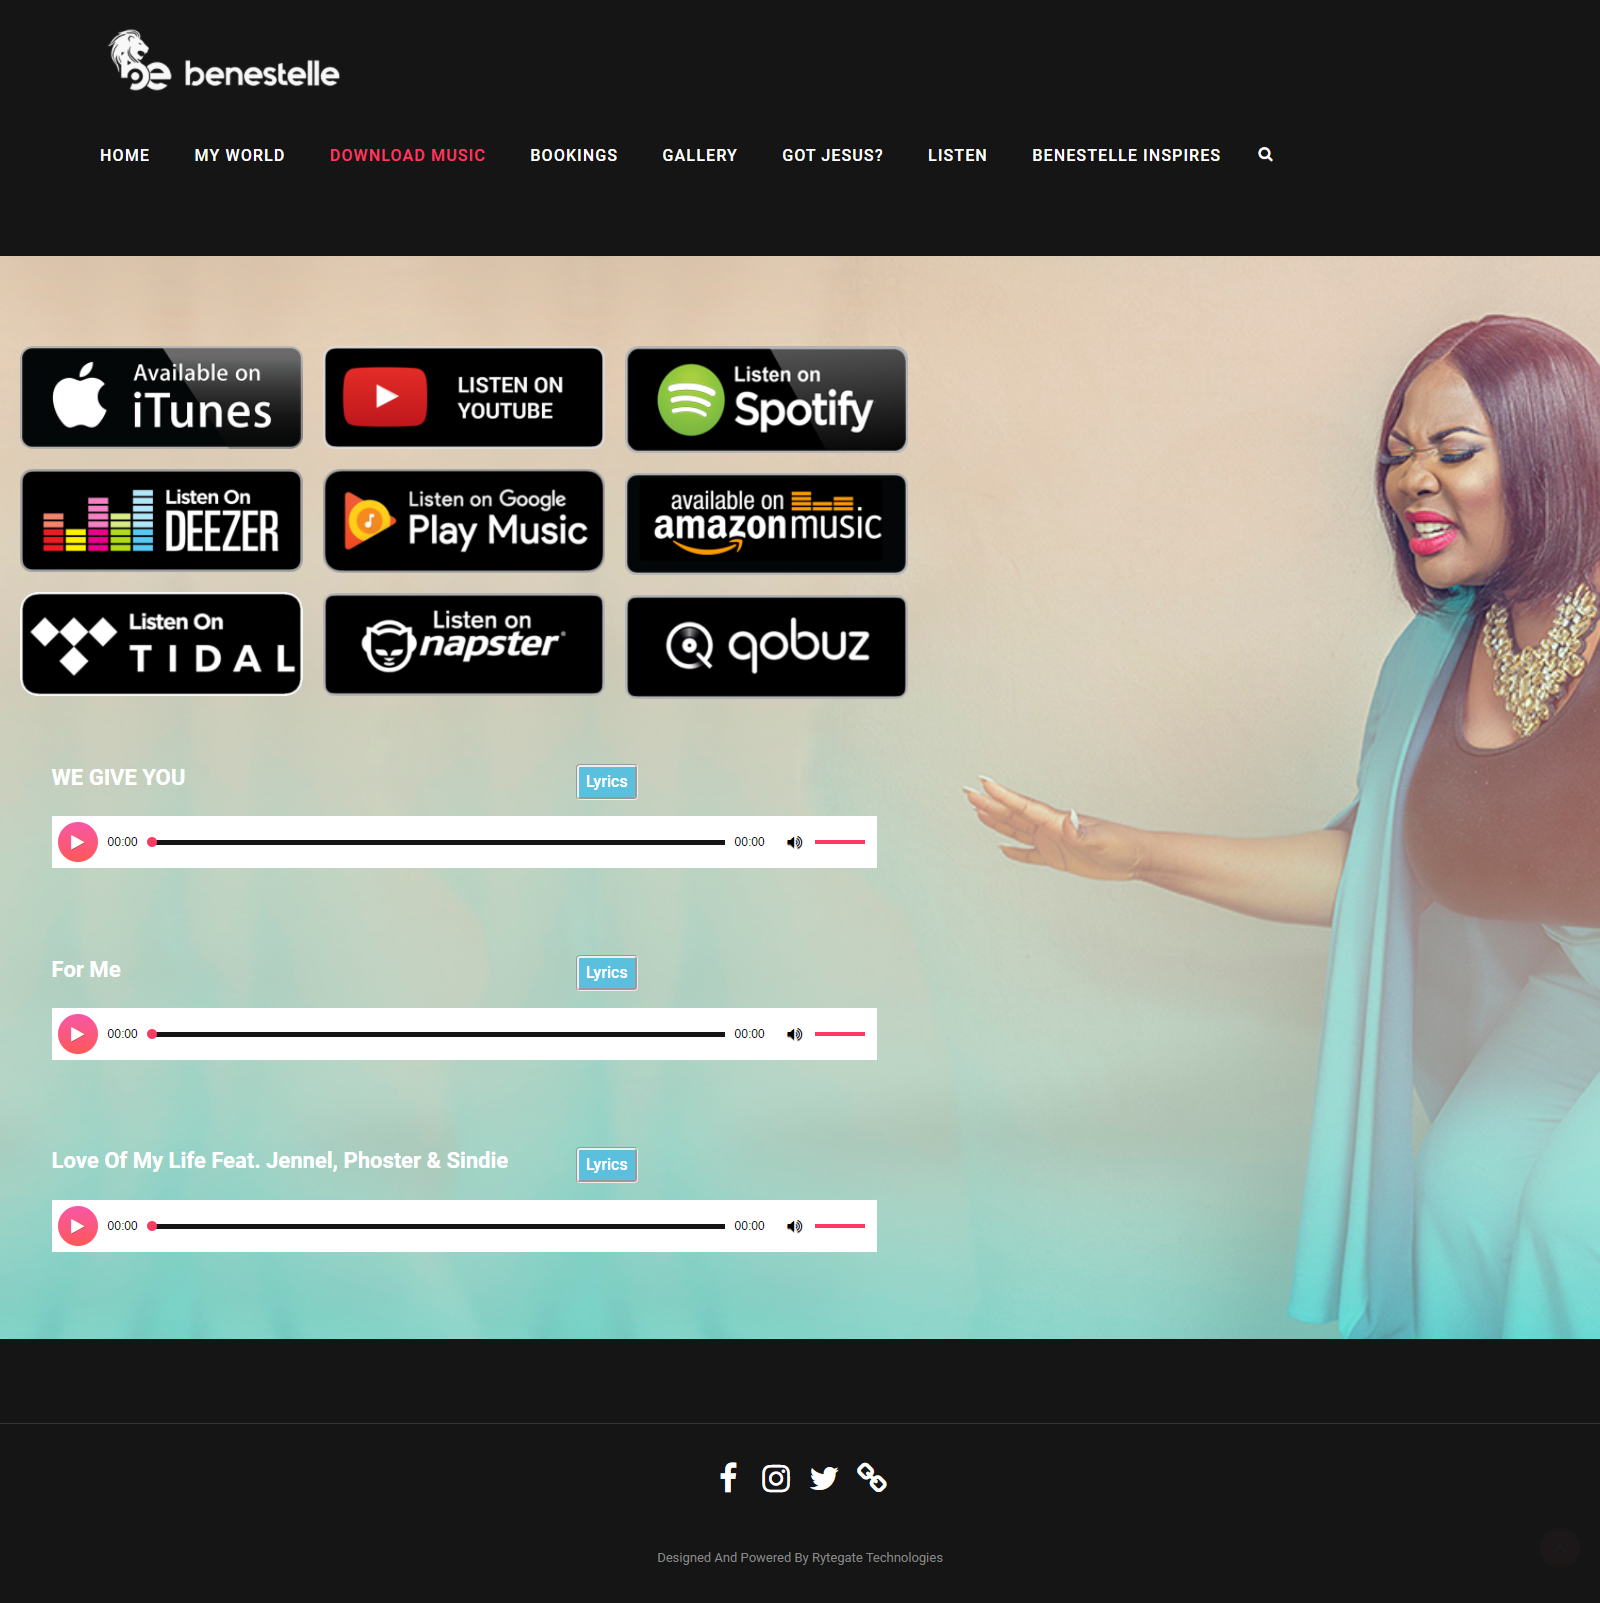 be benestelle
HOME MY WORLD DOWNLOAD MUSIC BOOKINGS GALLERY GOT JESUS? LISTEN BENESTELLE INSPIRES
Available on
iTunes
LISTEN ON
YOUTUBE
Listen on
Spotify
Listen On
DEEZER
Listen on Google
Play Music
available on
amazon music
Listen On
TIDAL
Listen on
napster
qobuz
WE GIVE YOU Lyrics
00:00 00:00
For Me Lyrics
00:00 00:00
Love Of My Life Feat. Jennel, Phoster & Sindie Lyrics
00:00 00:00
Designed And Powered By Rytegate Technologies